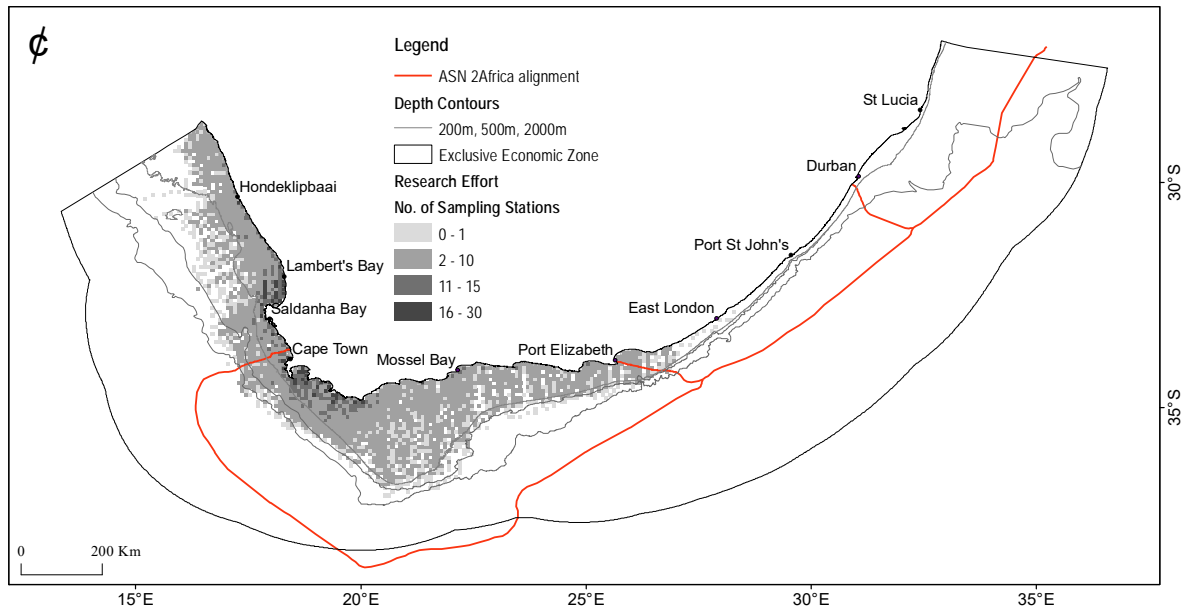 ¢
Legend
ASN 2Africa alignment
Depth Contours
200m, 500m, 2000m
Exclusive Economic Zone
Research Effort
No. of Sampling Stations
0 - 1
2 - 10
11 - 15
16 - 30
St Lucia
Durban
Port St John's
East London
Port Elizabeth
Mossel Bay
Hondeklipbaai
Lambert's Bay
Saldanha Bay
Cape Town
30°S
35°S
0 200 Km
15°E 20°E 25°E 30°E 35°E